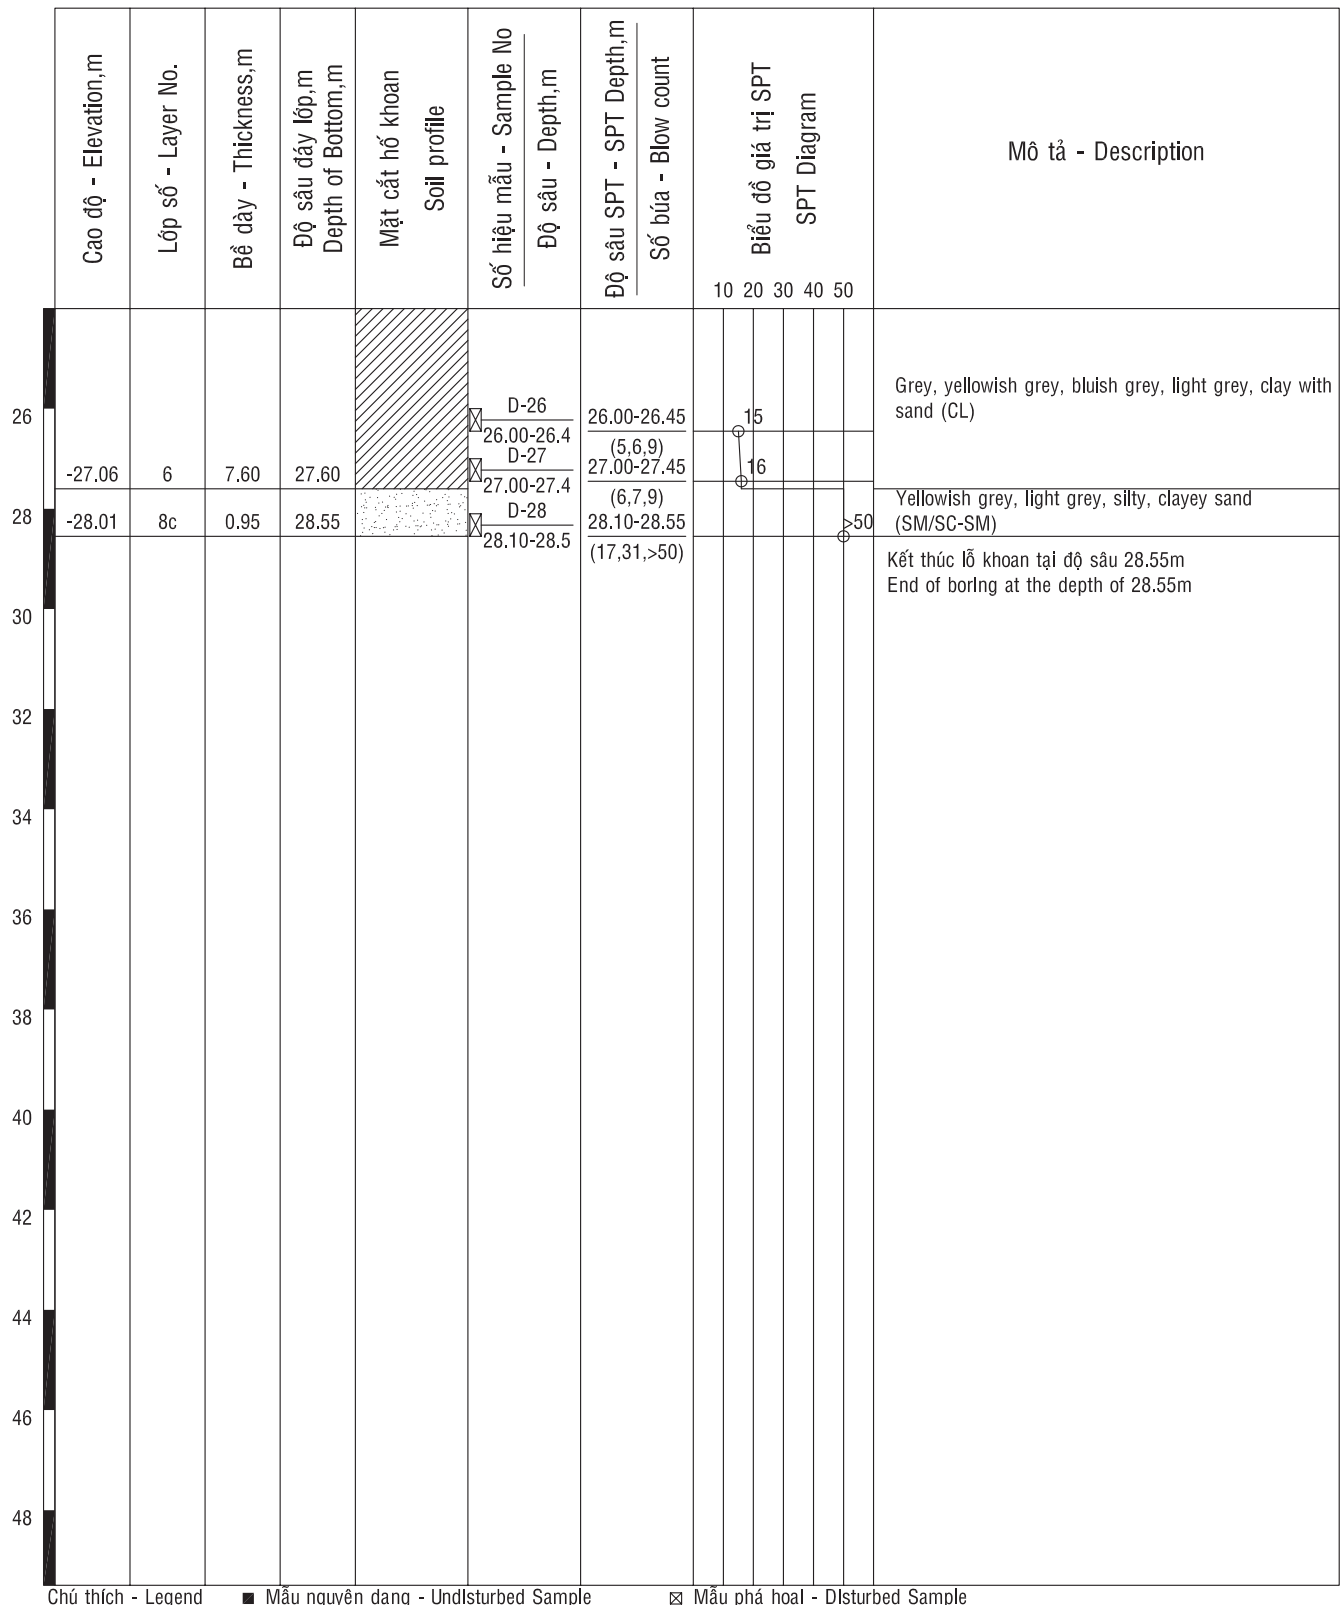 Cao độ - Elevation,m
Lớp số - Layer No.
Bề dày - Thickness,m
Độ sâu đáy lớp,m
Depth of Bottom,m
Mặt cắt hố khoan
Soil profile
Số hiệu mẫu - Sample No
Độ sâu - Depth,m
Độ sâu SPT - SPT Depth,m
Số búa - Blow count
Biểu đồ giá trị SPT
SPT Diagram
10 20 30 40 50
Mô tả - Description
Grey, yellowish grey, bluish grey, light grey, clay with
sand (CL)
26
D-26
26.00-26.4
26.00-26.45
(5,6,9)
15
-27.06 6 7.60 27.60
D-27
27.00-27.4
27.00-27.45
(6,7,9)
16
Yellowish grey, light grey, silty, clayey sand
(SM/SC-SM)
28
-28.01 8c 0.95 28.55
D-28
28.10-28.5
28.10-28.55
(17,31,>50)
>50
Kết thúc lỗ khoan tại độ sâu 28.55m
End of boring at the depth of 28.55m
30
32
34
36
38
40
42
44
46
48
Chú thích - Legend Mẫu nguyên dạng - Undisturbed Sample Mẫu phá hoại - Disturbed Sample